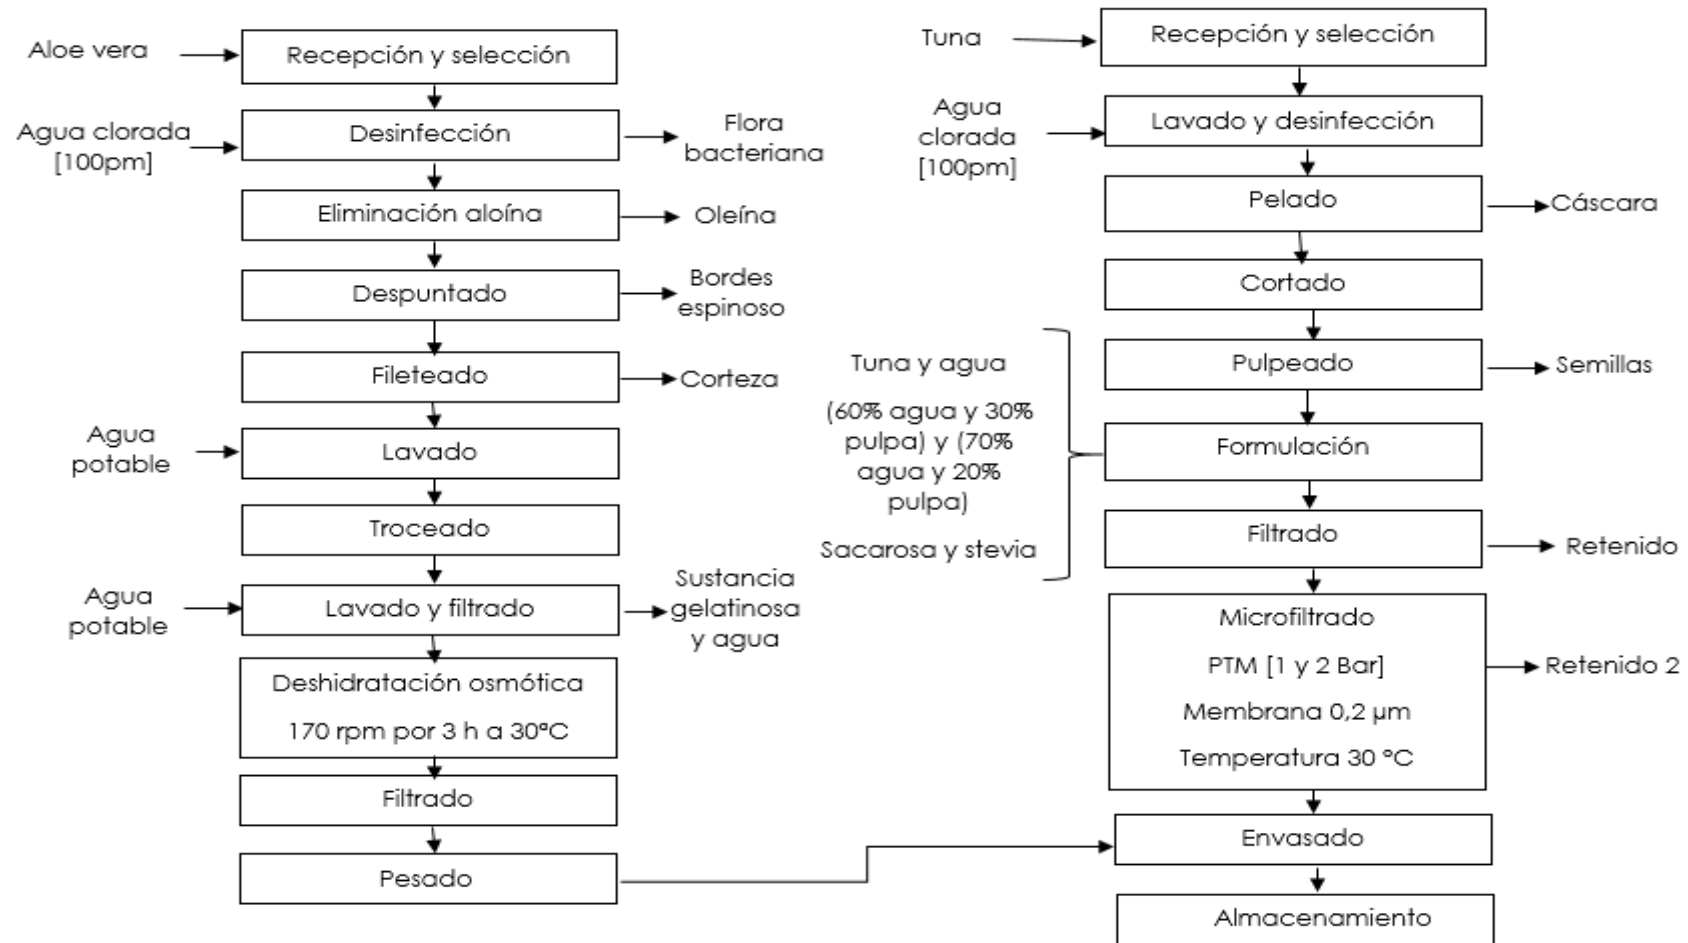 Aloe vera
Recepción y selección
Agua clorada
[100pm]
Desinfección
Flora
bacteriana
Eliminación aloína
Oleína
Despuntado
Bordes
espinoso
Fileteado
Corteza
Agua
potable
Lavado
Troceado
Agua
potable
Lavado y filtrado
Sustancia
gelatinosa
y agua
Deshidratación osmótica
170 rpm por 3 h a 30°C
Filtrado
Pesado
Tuna
Recepción y selección
Agua
clorada
[100pm]
Lavado y desinfección
Pelado
Cáscara
Cortado
Pulpeado
Semillas
Tuna y agua
(60% agua y 30%
pulpa) y (70%
agua y 20%
pulpa)
Sacarosa y stevia
Formulación
Filtrado
Retenido
Microfiltrado
PTM [1 y 2 Bar]
Membrana 0,2 µm
Temperatura 30 °C
Retenido 2
Envasado
Almacenamiento